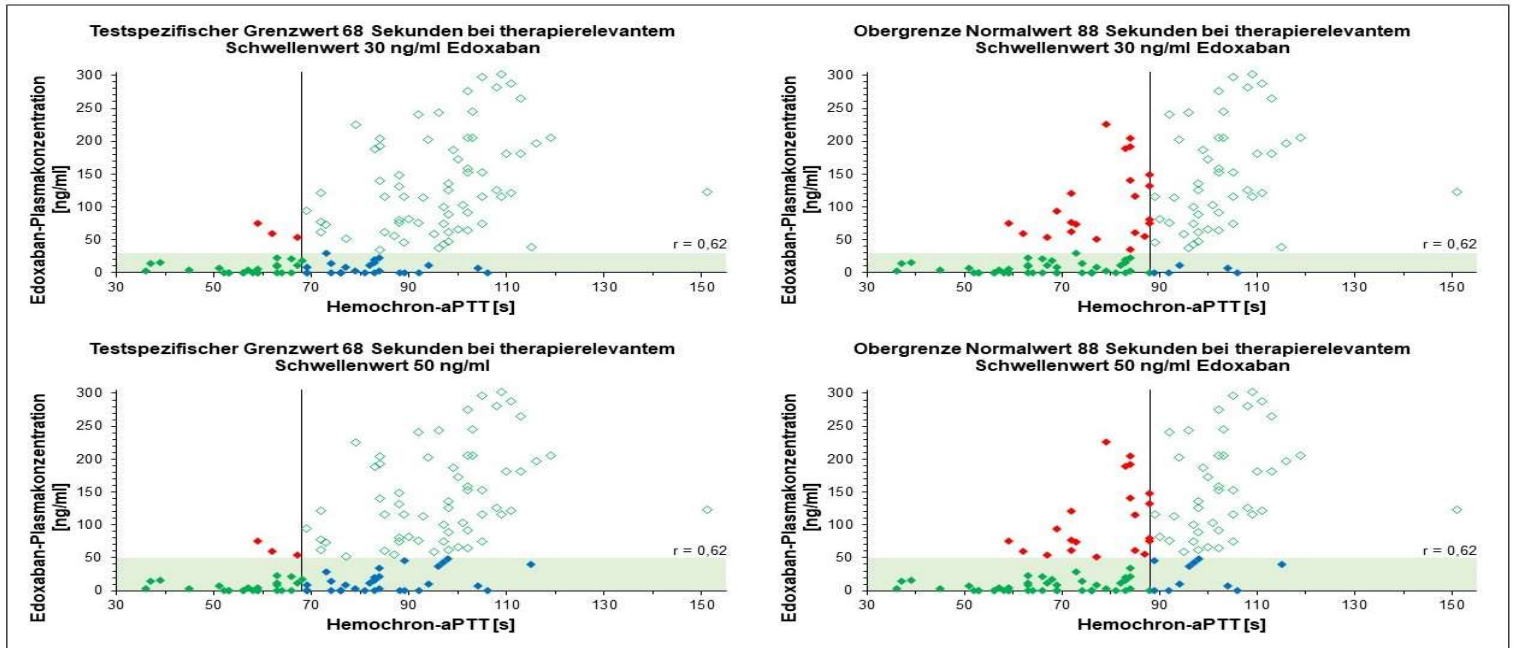 Testspezifischer Grenzwert 68 Sekunden bei therapierelevantem
Schwellenwert 30 ng/ml Edoxaban
Edoxaban-Plasmakonzentration
[ng/ml]
300
250
200
150
100
50
0
r = 0,62
30 50 70 90 110 130 150
Hemochron-aPTT [s]
Obergrenze Normalwert 88 Sekunden bei therapierelevantem
Schwellenwert 30 ng/ml Edoxaban
Edoxaban-Plasmakonzentration
[ng/ml]
300
250
200
150
100
50
0
r = 0,62
30 50 70 90 110 130 150
Hemochron-aPTT [s]
Testspezifischer Grenzwert 68 Sekunden bei therapierelevantem
Schwellenwert 50 ng/ml
Edoxaban-Plasmakonzentration
[ng/ml]
300
250
200
150
100
50
0
r = 0,62
30 50 70 90 110 130 150
Hemochron-aPTT [s]
Obergrenze Normalwert 88 Sekunden bei therapierelevantem
Schwellenwert 50 ng/ml Edoxaban
Edoxaban-Plasmakonzentration
[ng/ml]
300
250
200
150
100
50
0
r = 0,62
30 50 70 90 110 130 150
Hemochron-aPTT [s]